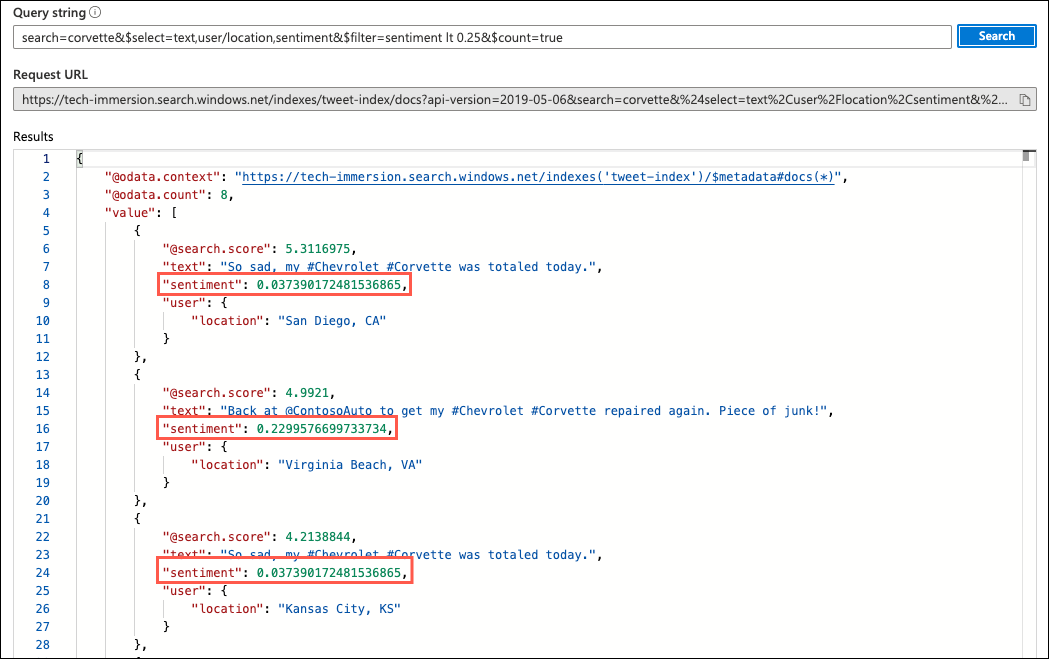 Query string
search=corvette&$select=text,user/location,sentiment&$filter=sentiment lt 0.25&$count=true
Search
Request URL
https://tech-immersion.search.windows.net/indexes/tweet-index/docs?api-version=2019-05-06&search=corvette&%24select=text%2Cuser%2Flocation%2Csentiment&%2...
Results
1 {
2 "@odata.context": "https://tech-immersion.search.windows.net/indexes('tweet-index')/$metadata#docs(*)",
3 "@odata.count": 8,
4 "value": [
5 {
6 "@search.score": 5.3116975,
7 "text": "So sad, my #Chevrolet #Corvette was totaled today.",
8 "sentiment": 0.037390172481536865,
9 "user": {
10 "location": "San Diego, CA"
11 }
12 },
13 {
14 "@search.score": 4.9921,
15 "text": "Back at @ContosoAuto to get my #Chevrolet #Corvette repaired again. Piece of junk!",
16 "sentiment": 0.2299576699733734,
17 "user": {
18 "location": "Virginia Beach, VA"
19 }
20 },
21 {
22 "@search.score": 4.2138844,
23 "text": "So sad, my #Chevrolet #Corvette was totaled today.",
24 "sentiment": 0.037390172481536865,
25 "user": {
26 "location": "Kansas City, KS"
27 }
28 },